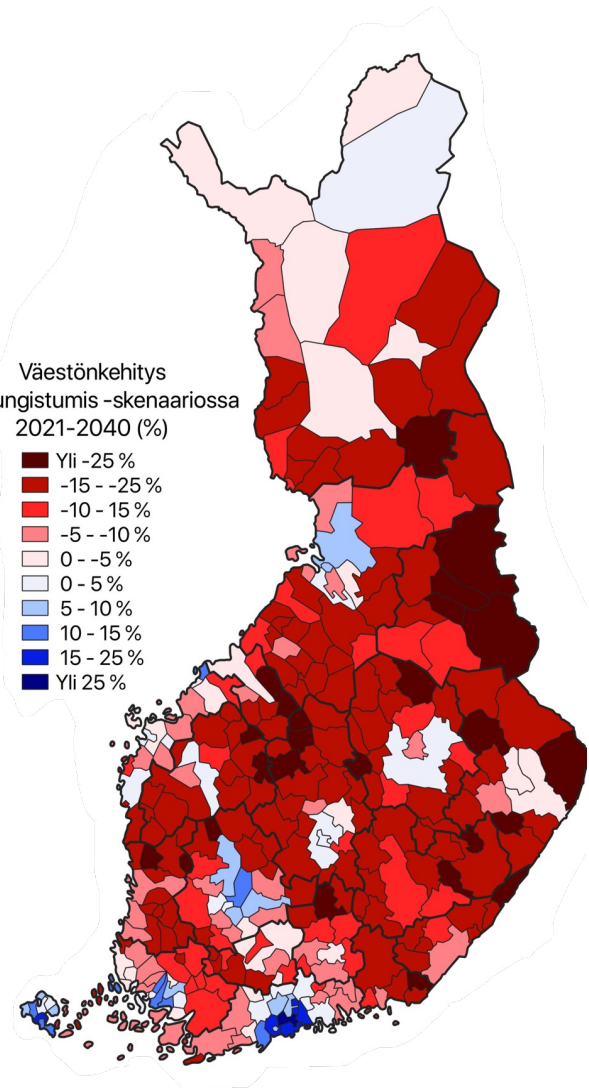 Väestönkehitys
ungistumis -skenaariossa
2021-2040 (%)
Yli -25 %
-15 - -25 %
-10 - 15 %
-5 - -10 %
0 - -5 %
0 - 5 %
5 - 10 %
10 - 15 %
15 - 25 %
Yli 25 %